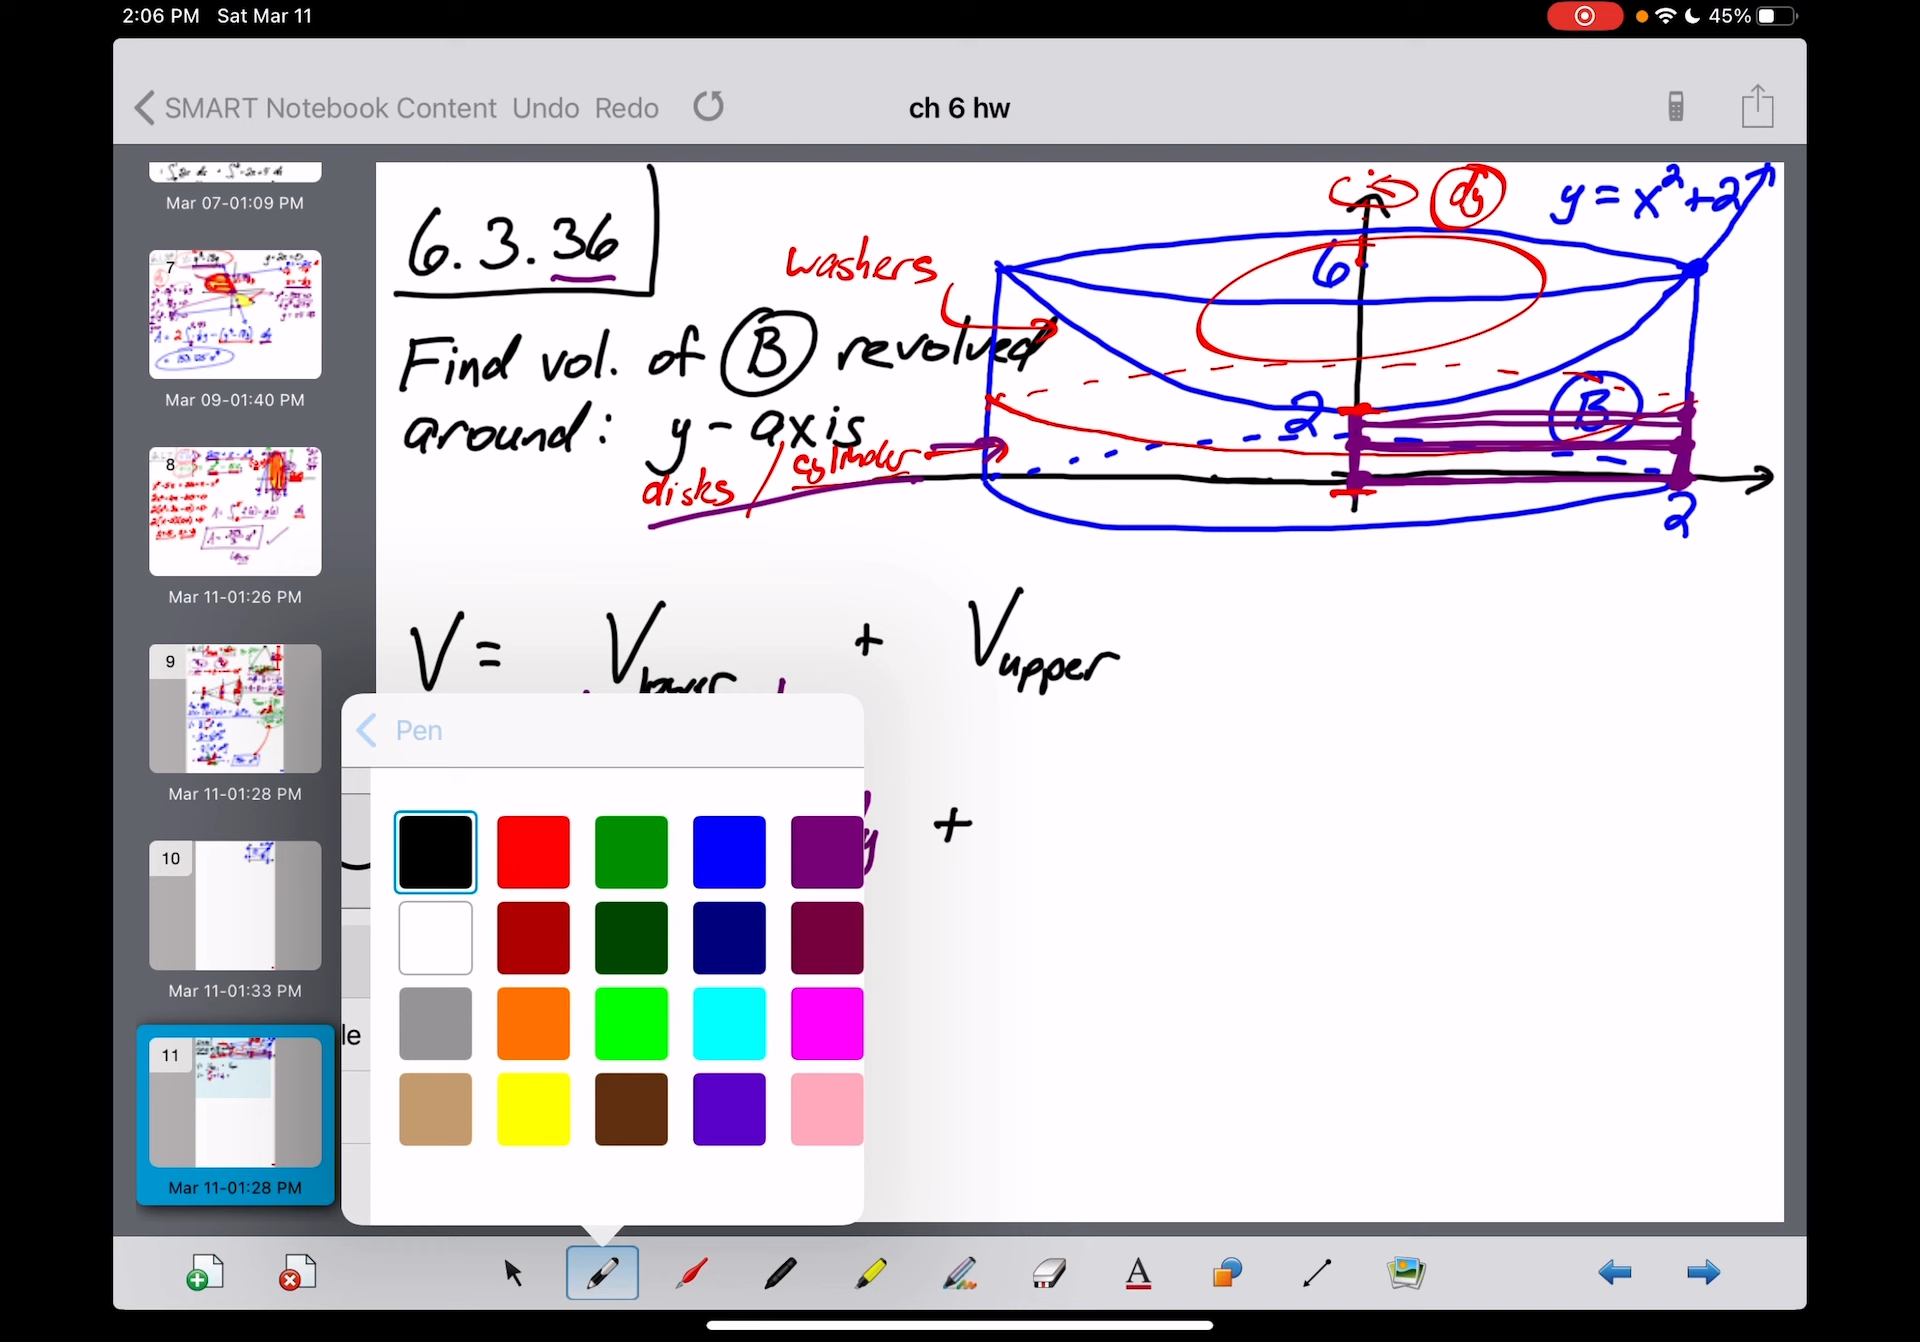 2:06 PM Sat Mar 11
45%
SMART Notebook Content Undo Redo
ch 6 hw
Mar 07-01:09 PM
7
Mar 09-01:40 PM
8
Mar 11-01:26 PM
9
Mar 11-01:28 PM
10
Mar 11-01:33 PM
11
Mar 11-01:28 PM
6.3.36
Find vol. of B revolved
around: y-axis
washers
disks / cylinder
dy
y = x²+2
6
2
B
2
V = V lower + V upper
y +
Pen
le
A